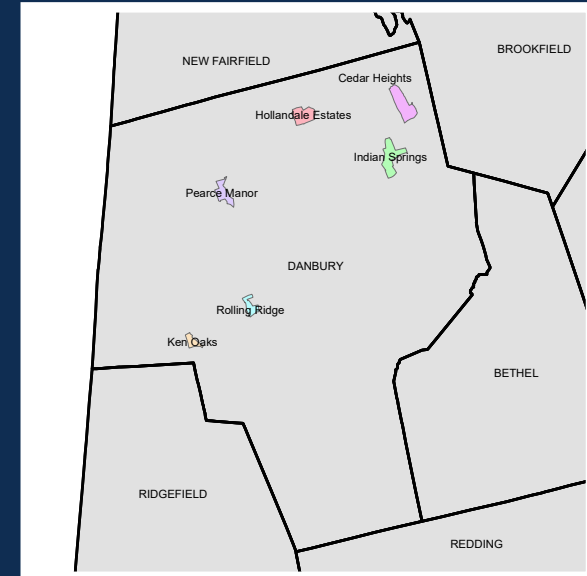 BROOKFIELD
NEW FAIRFIELD
Cedar Heights
Hollandale Estates
Indian Springs
Pearce Manor
DANBURY
Rolling Ridge
Ken Oaks
BETHEL
RIDGEFIELD
REDDING